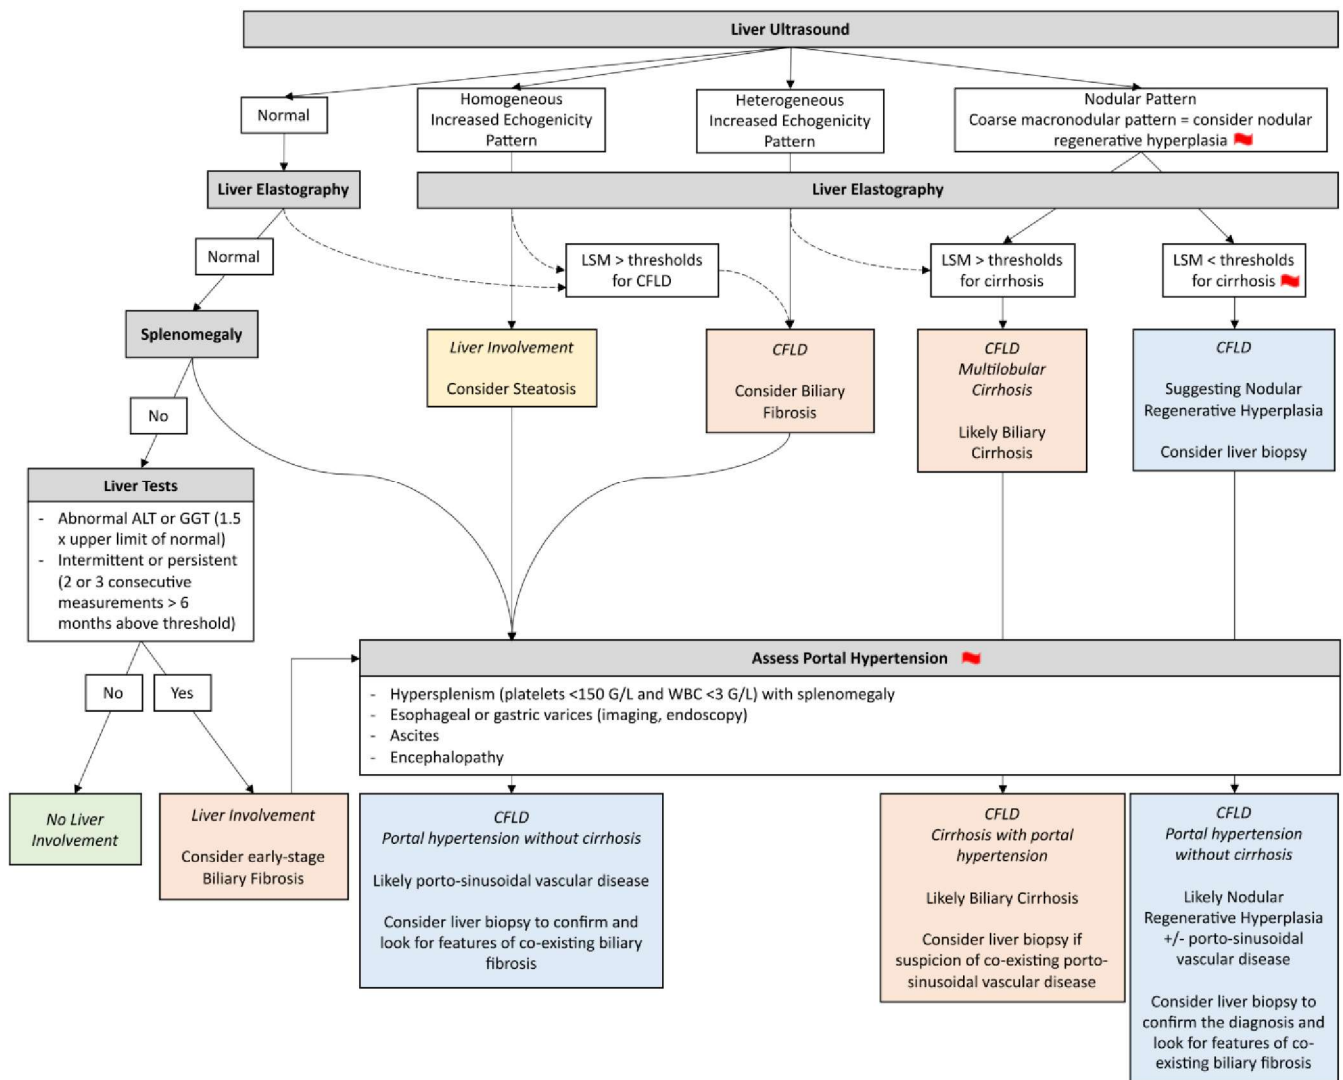 Liver Ultrasound
Normal
Homogeneous
Increased Echogenicity
Pattern
Heterogeneous
Increased Echogenicity
Pattern
Nodular Pattern
Coarse macronodular pattern = consider nodular
regenerative hyperplasia
Liver Elastography
Liver Elastography
Normal
LSM > thresholds
for CFLD
LSM > thresholds
for cirrhosis
LSM < thresholds
for cirrhosis
Splenomegaly
Liver Involvement
Consider Steatosis
CFLD
Consider Biliary
Fibrosis
CFLD
Multilobular
Cirrhosis
Likely Biliary
Cirrhosis
CFLD
Suggesting Nodular
Regenerative Hyperplasia
Consider liver biopsy
No
Liver Tests
- Abnormal ALT or GGT (1.5
x upper limit of normal)
- Intermittent or persistent
(2 or 3 consecutive
measurements > 6
months above threshold)
No
Yes
Assess Portal Hypertension
- Hypersplenism (platelets <150 G/L and WBC <3 G/L) with splenomegaly
- Esophageal or gastric varices (imaging, endoscopy)
- Ascites
- Encephalopathy
No Liver
Involvement
Liver Involvement
Consider early-stage
Biliary Fibrosis
CFLD
Portal hypertension without cirrhosis
Likely porto-sinusoidal vascular disease
Consider liver biopsy to confirm and
look for features of co-existing biliary
fibrosis
CFLD
Cirrhosis with portal
hypertension
Likely Biliary Cirrhosis
Consider liver biopsy if
suspicion of co-existing porto-
sinusoidal vascular disease
CFLD
Portal hypertension
without cirrhosis
Likely Nodular
Regenerative Hyperplasia
+/- porto-sinusoidal
vascular disease
Consider liver biopsy to
confirm the diagnosis and
look for features of co-
existing biliary fibrosis